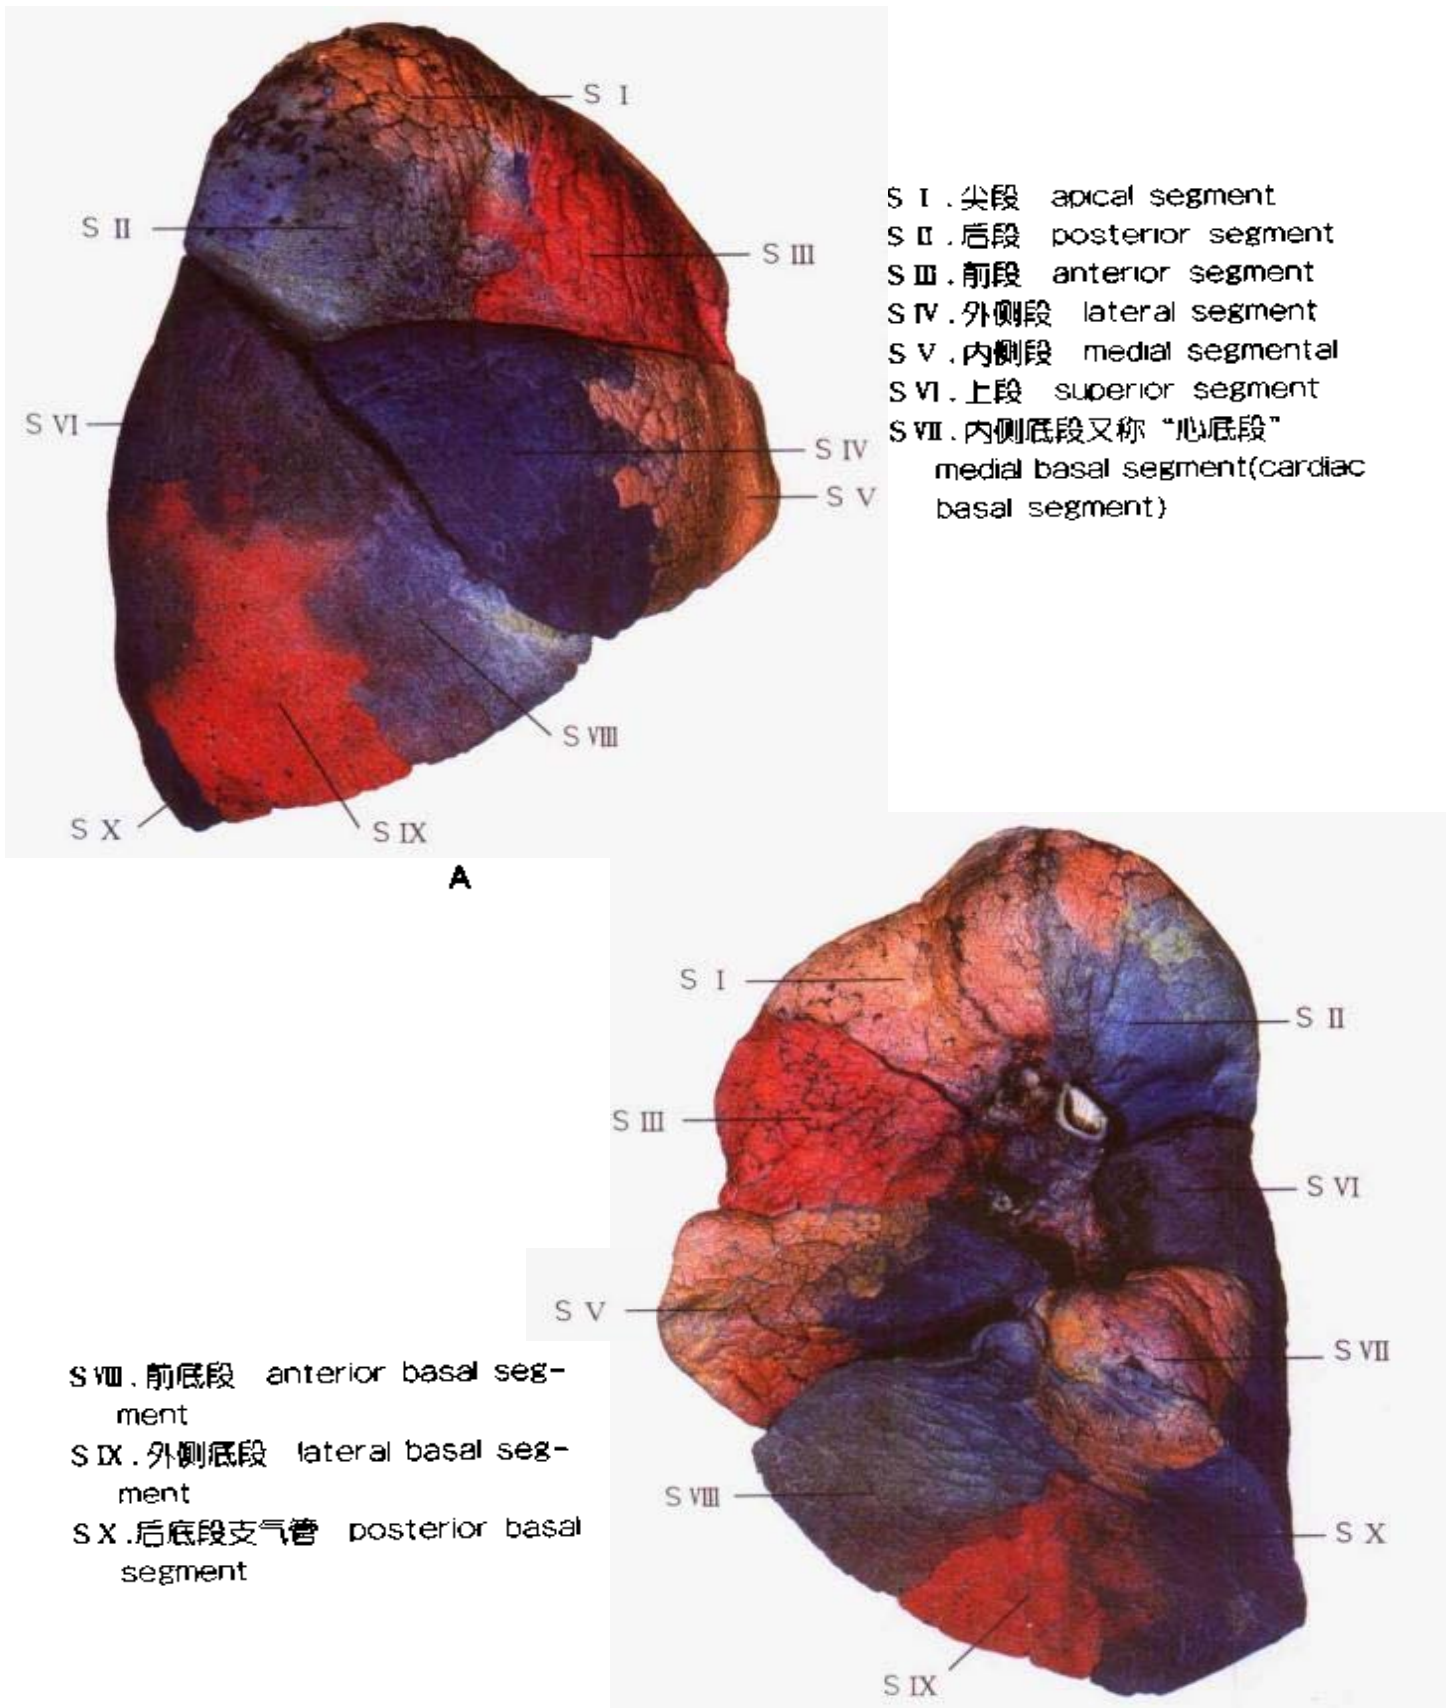 S I
S II
S III
S VI
S IV
S V
S VIII
S X
S IX
A
S I .尖段 apical segment
S II .后段 posterior segment
S III .前段 anterior segment
S IV .外侧段 lateral segment
S V .内侧段 medial segmental
S VI .上段 superior segment
S VII .内侧底段又称 “心底段”
medial basal segment(cardiac
basal segment)
S I
S II
S III
S VI
S V
S VII
S VIII
S X
S IX
S VIII .前底段 anterior basal seg-
ment
S IX .外侧底段 lateral basal seg-
ment
S X .后底段支气管 posterior basal
segment